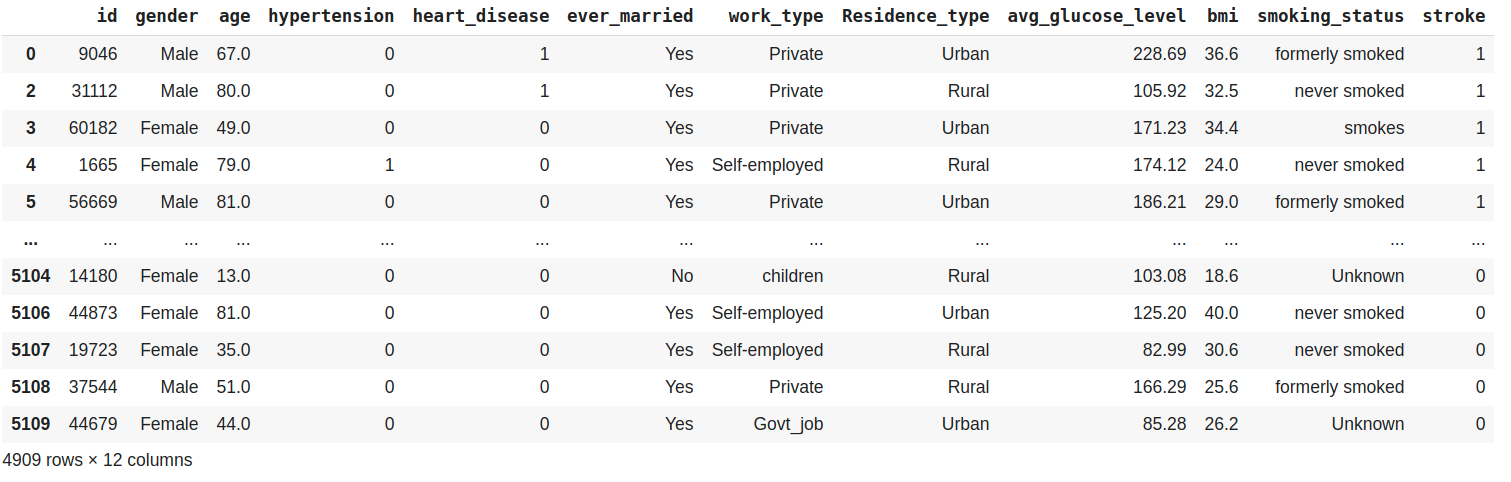 id gender age hypertension heart_disease ever_married work_type Residence_type avg_glucose_level bmi smoking_status stroke
0 9046 Male 67.0 0 1 Yes Private Urban 228.69 36.6 formerly smoked 1
2 31112 Male 80.0 0 1 Yes Private Rural 105.92 32.5 never smoked 1
3 60182 Female 49.0 0 0 Yes Private Urban 171.23 34.4 smokes 1
4 1665 Female 79.0 1 0 Yes Self-employed Rural 174.12 24.0 never smoked 1
5 56669 Male 81.0 0 0 Yes Private Urban 186.21 29.0 formerly smoked 1
... ... ... ... ... ... ... ... ... ... ... ... ...
5104 14180 Female 13.0 0 0 No children Rural 103.08 18.6 Unknown 0
5106 44873 Female 81.0 0 0 Yes Self-employed Urban 125.20 40.0 never smoked 0
5107 19723 Female 35.0 0 0 Yes Self-employed Rural 82.99 30.6 never smoked 0
5108 37544 Male 51.0 0 0 Yes Private Rural 166.29 25.6 formerly smoked 0
5109 44679 Female 44.0 0 0 Yes Govt_job Urban 85.28 26.2 Unknown 0
4909 rows × 12 columns